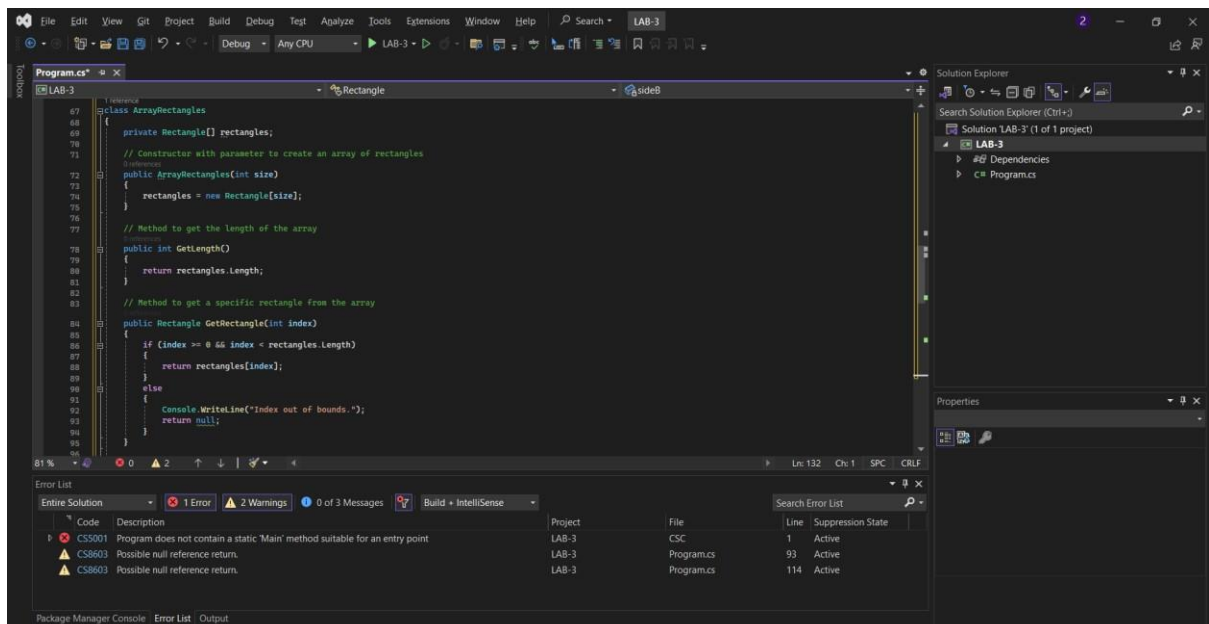 File Edit View Git Project Build Debug Test Analyze Tools Extensions Window Help Search LAB-3 2
Debug Any CPU LAB-3
Toolbox
Program.cs*
LAB-3 Rectangle sideB
1 reference
67 class ArrayRectangles
68 {
69 private Rectangle[] rectangles;
70
71 // Constructor with parameter to create an array of rectangles
0 references
72 public ArrayRectangles(int size)
73 {
74 rectangles = new Rectangle[size];
75 }
76
77 // Method to get the length of the array
0 references
78 public int GetLength()
79 {
80 return rectangles.Length;
81 }
82
83 // Method to get a specific rectangle from the array
84 public Rectangle GetRectangle(int index)
85 {
86 if (index >= 0 && index < rectangles.Length)
87 {
88 return rectangles[index];
89 }
90 else
91 {
92 Console.WriteLine("Index out of bounds.");
93 return null;
94 }
95 }
96
81 % 0 2 Ln: 132 Ch: 1 SPC CRLF
Error List
Entire Solution 1 Error 2 Warnings 0 of 3 Messages Build + IntelliSense Search Error List
Code Description Project File Line Suppression State
CS5001 Program does not contain a static 'Main' method suitable for an entry point LAB-3 CSC 1 Active
CS8603 Possible null reference return. LAB-3 Program.cs 93 Active
CS8603 Possible null reference return. LAB-3 Program.cs 114 Active
Package Manager Console Error List Output
Solution Explorer
Search Solution Explorer (Ctrl+;)
Solution 'LAB-3' (1 of 1 project)
LAB-3
Dependencies
C# Program.cs
Properties